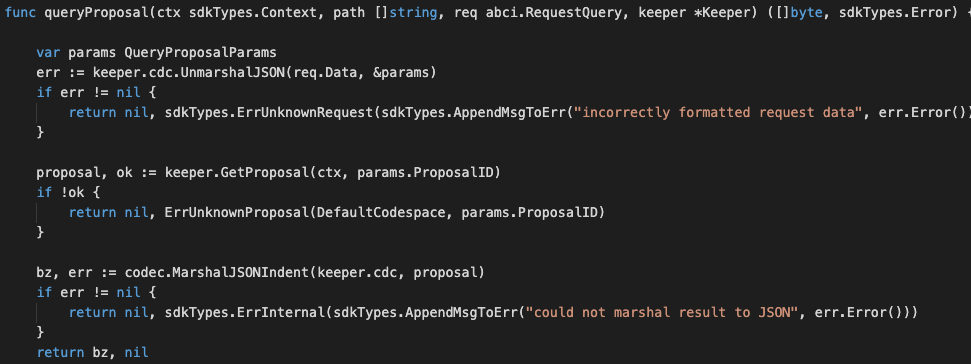 func queryProposal(ctx sdkTypes.Context, path []string, req abci.RequestQuery, keeper *Keeper) ([]byte, sdkTypes.Error) {
var params QueryProposalParams
err := keeper.cdc.UnmarshalJSON(req.Data, &params)
if err != nil {
return nil, sdkTypes.ErrUnknownRequest(sdkTypes.AppendMsgToErr("incorrectly formatted request data", err.Error())
}
proposal, ok := keeper.GetProposal(ctx, params.ProposalID)
if !ok {
return nil, ErrUnknownProposal(DefaultCodespace, params.ProposalID)
}
bz, err := codec.MarshalJSONIndent(keeper.cdc, proposal)
if err != nil {
return nil, sdkTypes.ErrInternal(sdkTypes.AppendMsgToErr("could not marshal result to JSON", err.Error()))
}
return bz, nil